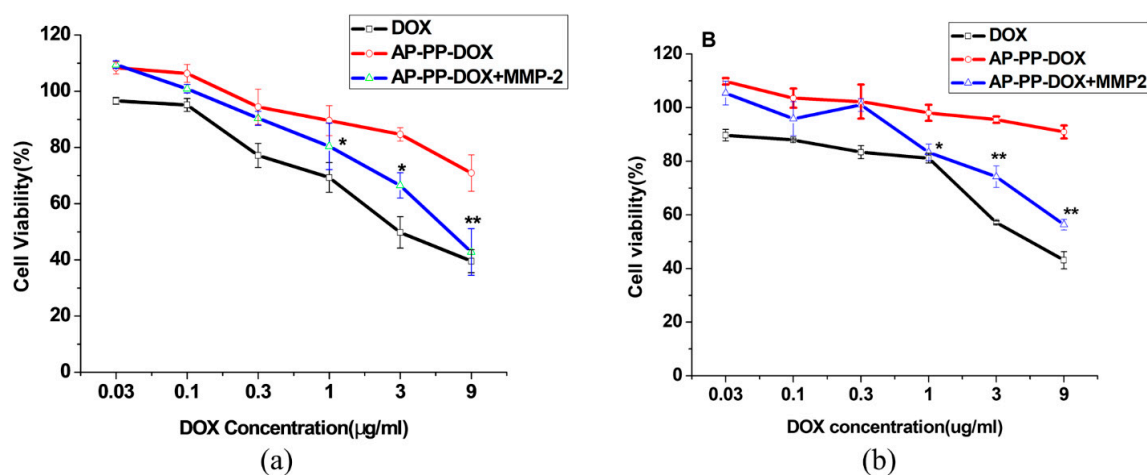 DOX
AP-PP-DOX
AP-PP-DOX+MMP-2
120
100
80
60
40
20
0
Cell Viability(%)
*
*
**
0.03 0.1 0.3 1 3 9
DOX Concentration(μg/ml)
(a)
B
DOX
AP-PP-DOX
AP-PP-DOX+MMP2
120
100
80
60
40
20
0
Cell viability(%)
*
**
**
0.03 0.1 0.3 1 3 9
DOX concentration(ug/ml)
(b)